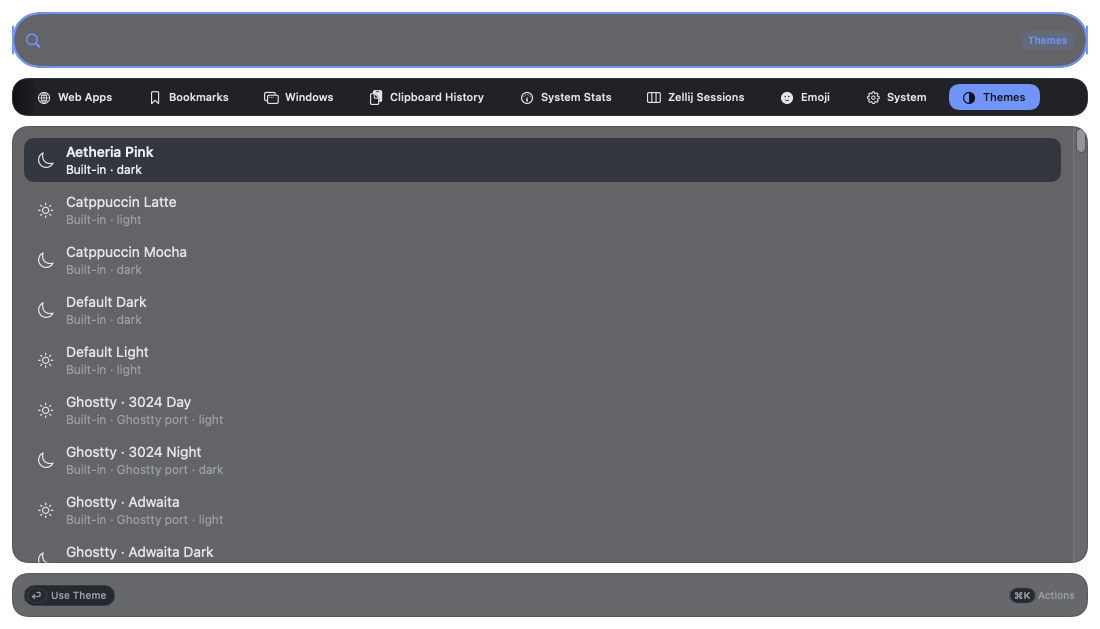 Themes
Web Apps
Bookmarks
Windows
Clipboard History
System Stats
Zellij Sessions
Emoji
System
Themes
Aetheria Pink
Built-in · dark
Catppuccin Latte
Built-in · light
Catppuccin Mocha
Built-in · dark
Default Dark
Built-in · dark
Default Light
Built-in · light
Ghostty · 3024 Day
Built-in · Ghostty port · light
Ghostty · 3024 Night
Built-in · Ghostty port · dark
Ghostty · Adwaita
Built-in · Ghostty port · light
Ghostty · Adwaita Dark
Use Theme
⌘K Actions